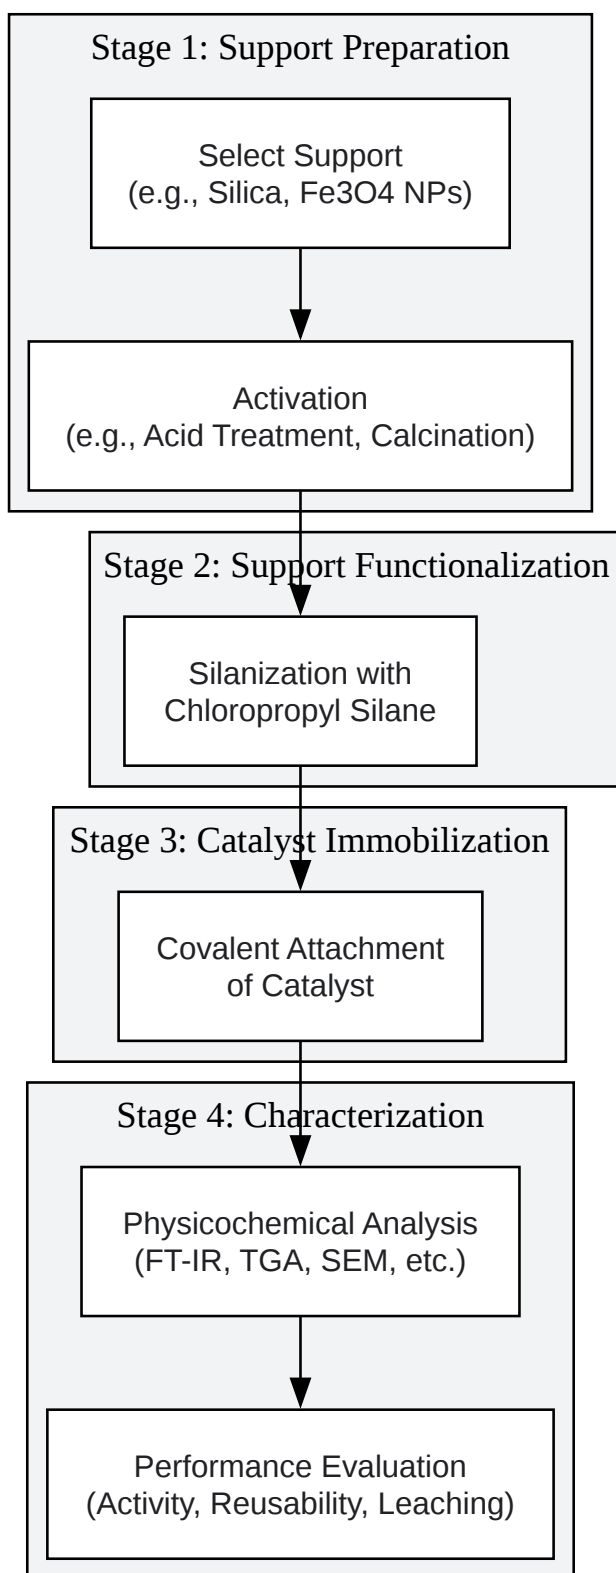 Stage 1: Support Preparation
Select Support
(e.g., Silica, Fe3O4 NPs)
Activation
(e.g., Acid Treatment, Calcination)
Stage 2: Support Functionalization
Silanization with
Chloropropyl Silane
Stage 3: Catalyst Immobilization
Covalent Attachment
of Catalyst
Stage 4: Characterization
Physicochemical Analysis
(FT-IR, TGA, SEM, etc.)
Performance Evaluation
(Activity, Reusability, Leaching)